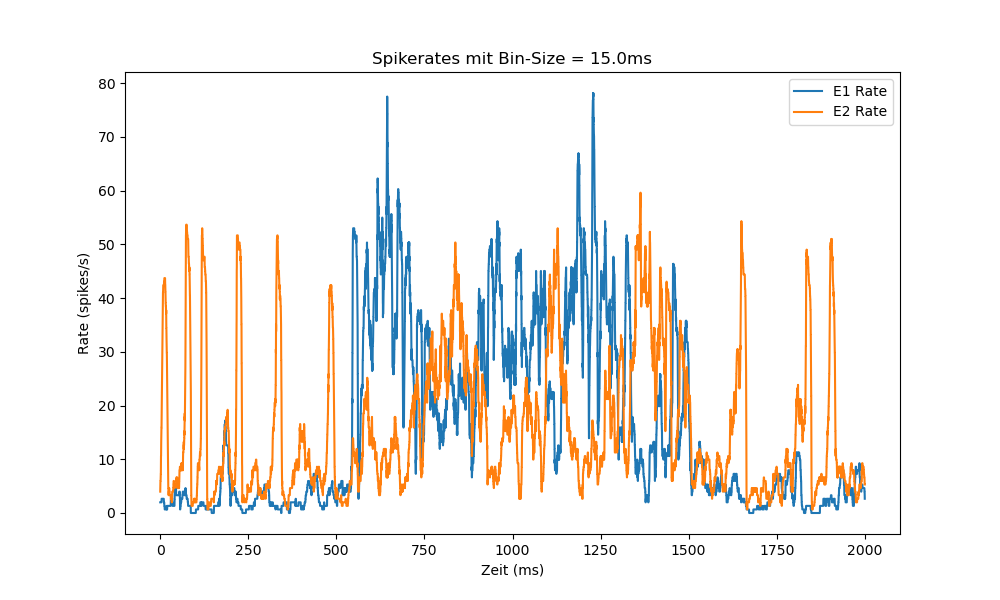 Spikerates mit Bin-Size = 15.0ms
E1 Rate
E2 Rate
80
70
60
50
40
30
20
10
0
Rate (spikes/s)
0 250 500 750 1000 1250 1500 1750 2000
Zeit (ms)